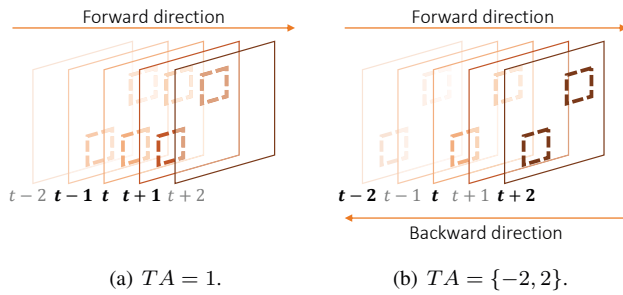 Forward direction
t − 2 t − 1 t t + 1 t + 2
(a) TA = 1.
Forward direction
t − 2 t − 1 t t + 1 t + 2
Backward direction
(b) TA = {−2, 2}.